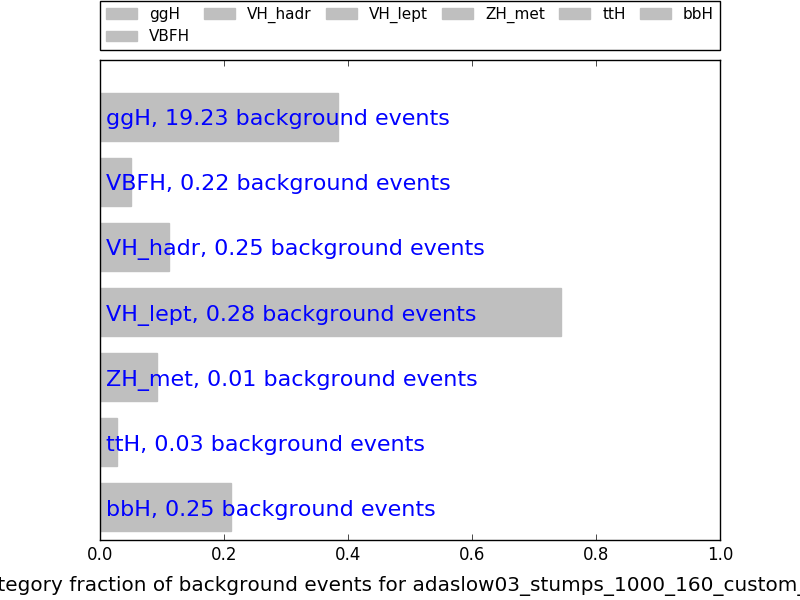 ggH VH_hadr VH_lept ZH_met ttH bbH
VBFH
ggH, 19.23 background events
VBFH, 0.22 background events
VH_hadr, 0.25 background events
VH_lept, 0.28 background events
ZH_met, 0.01 background events
ttH, 0.03 background events
bbH, 0.25 background events
0.0 0.2 0.4 0.6 0.8 1.0
tegory fraction of background events for adaslow03_stumps_1000_160_custom_